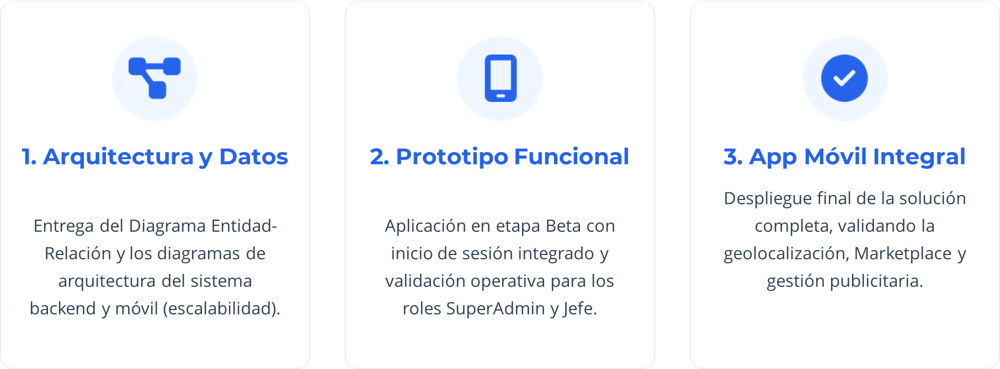 1. Arquitectura y Datos
Entrega del Diagrama Entidad-
Relación y los diagramas de
arquitectura del sistema
backend y móvil (escalabilidad).
2. Prototipo Funcional
Aplicación en etapa Beta con
inicio de sesión integrado y
validación operativa para los
roles SuperAdmin y Jefe.
3. App Móvil Integral
Despliegue final de la solución
completa, validando la
geolocalización, Marketplace y
gestión publicitaria.